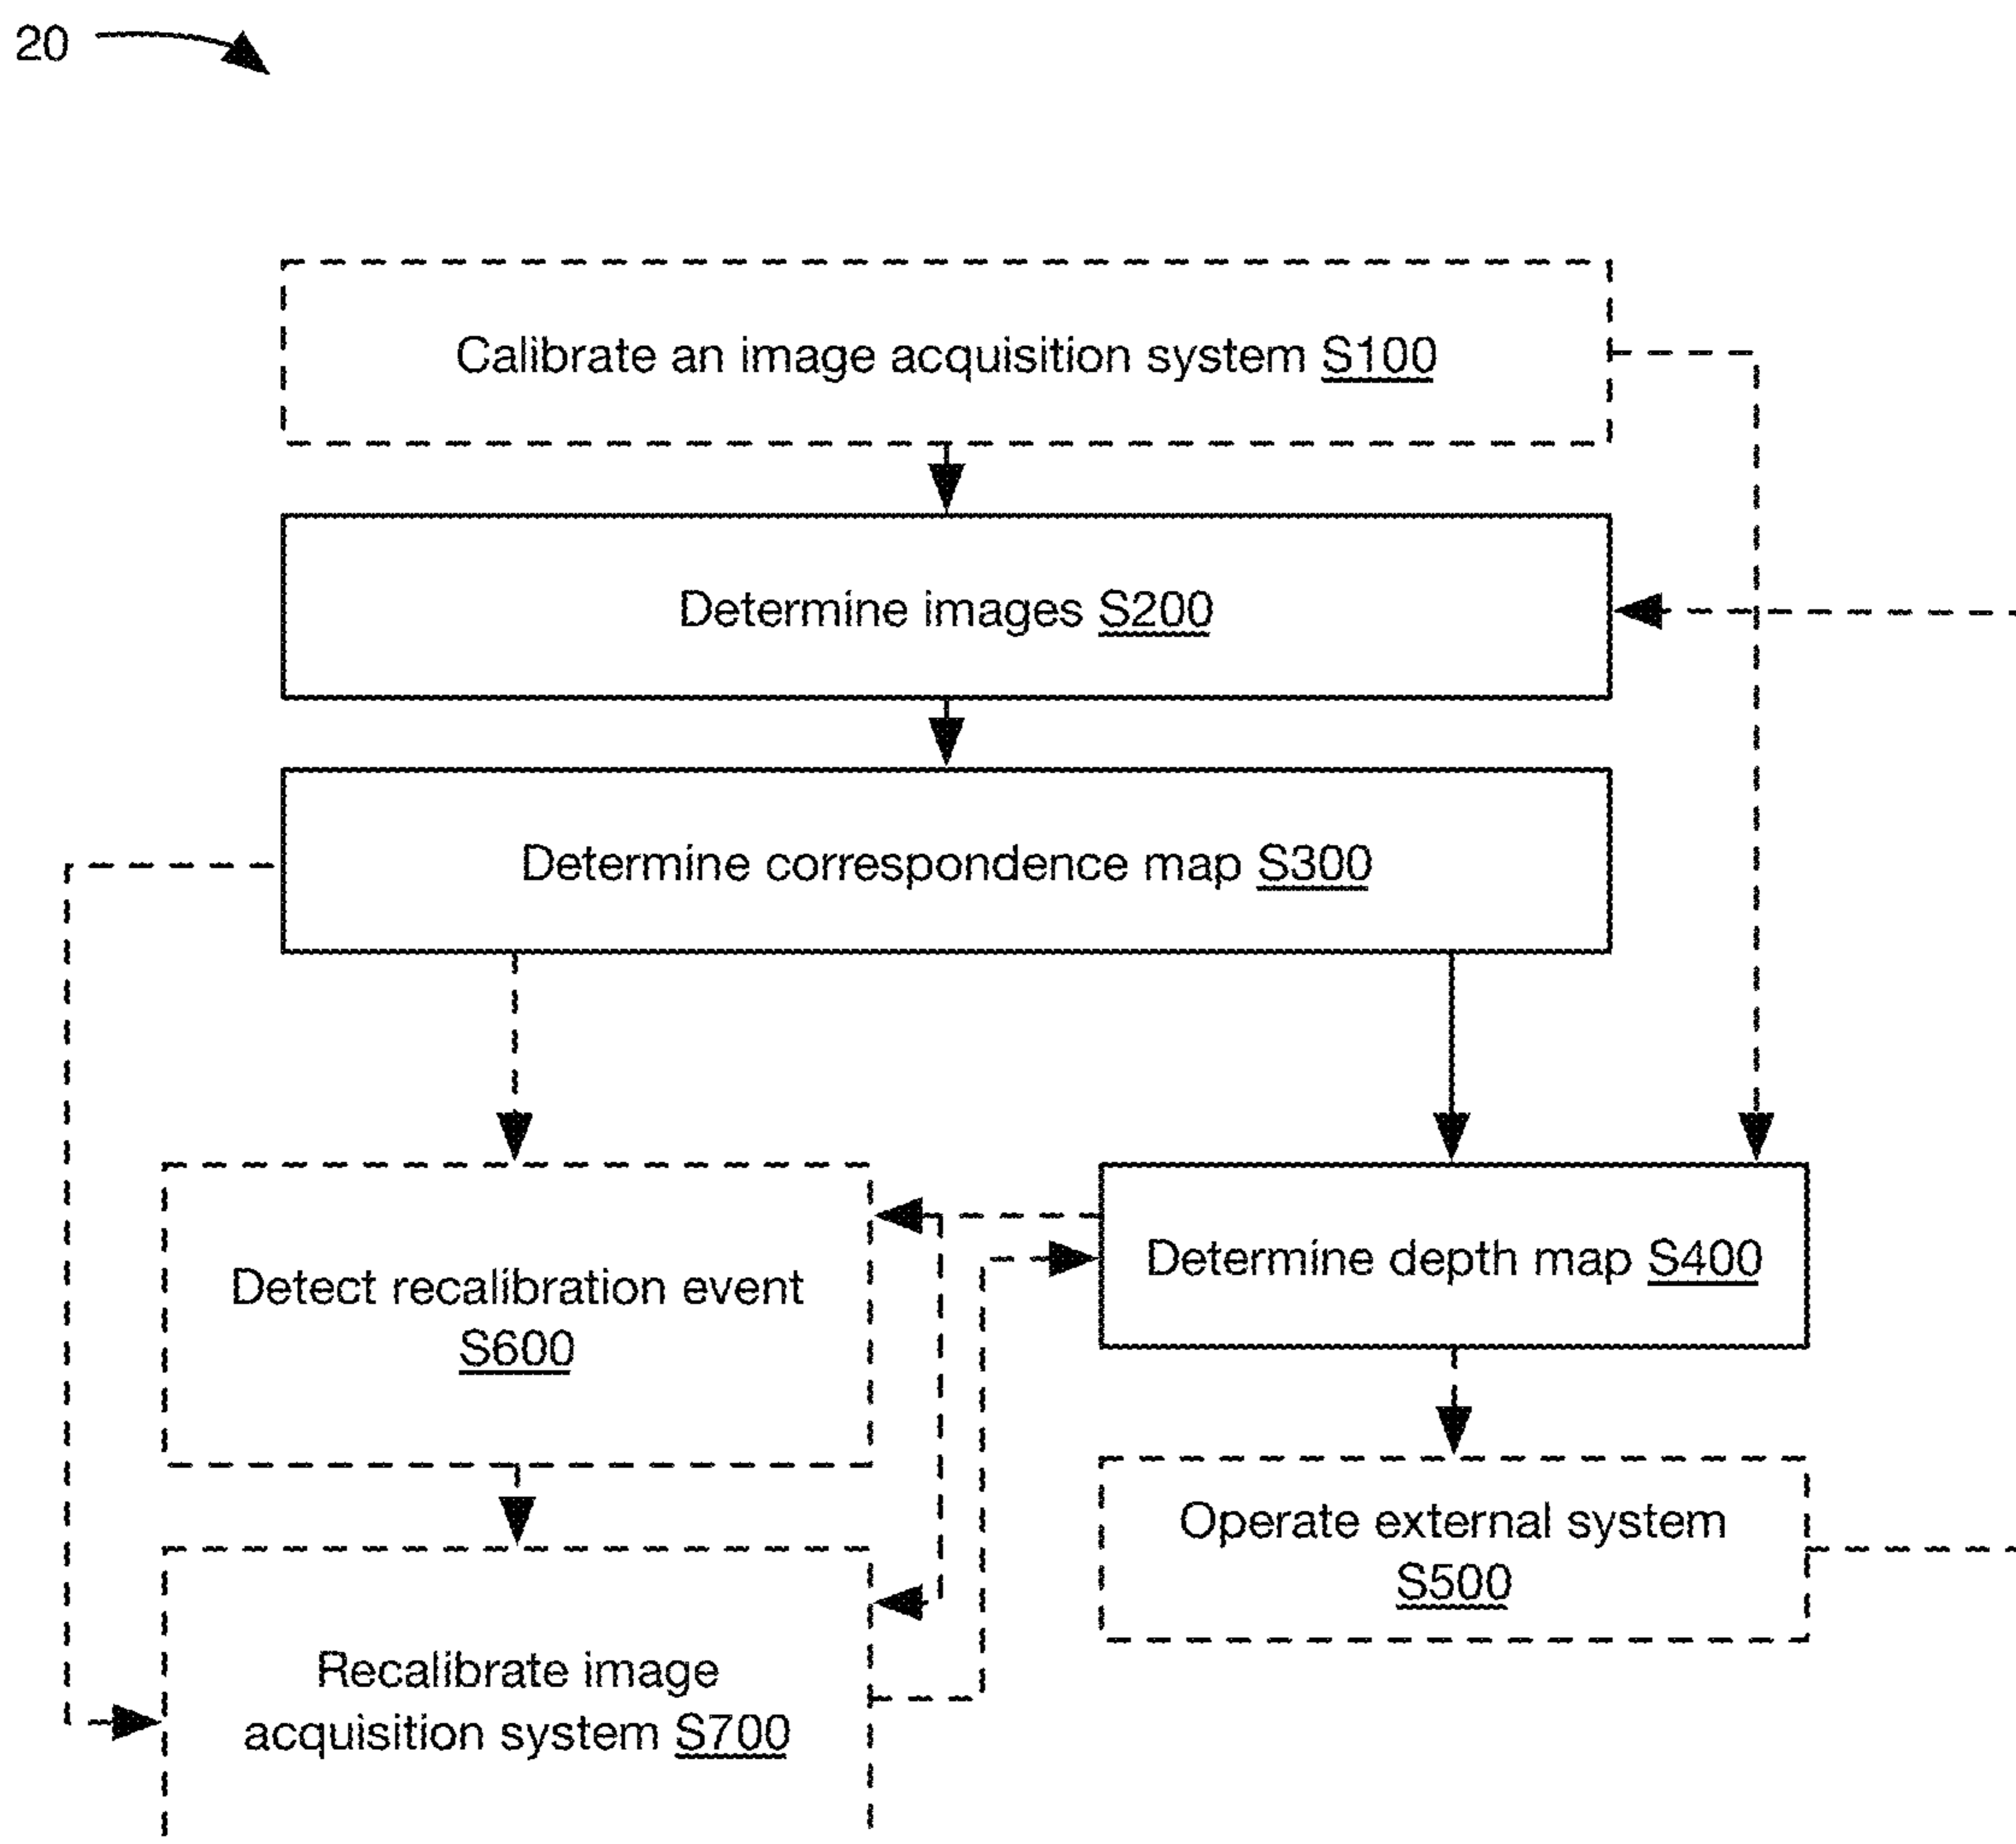 20
Calibrate an image acquisition system S100
Determine images S200
Determine correspondence map S300
Detect recalibration event
S600
Determine depth map S400
Operate external system
S500
Recalibrate image
acquisition system S700